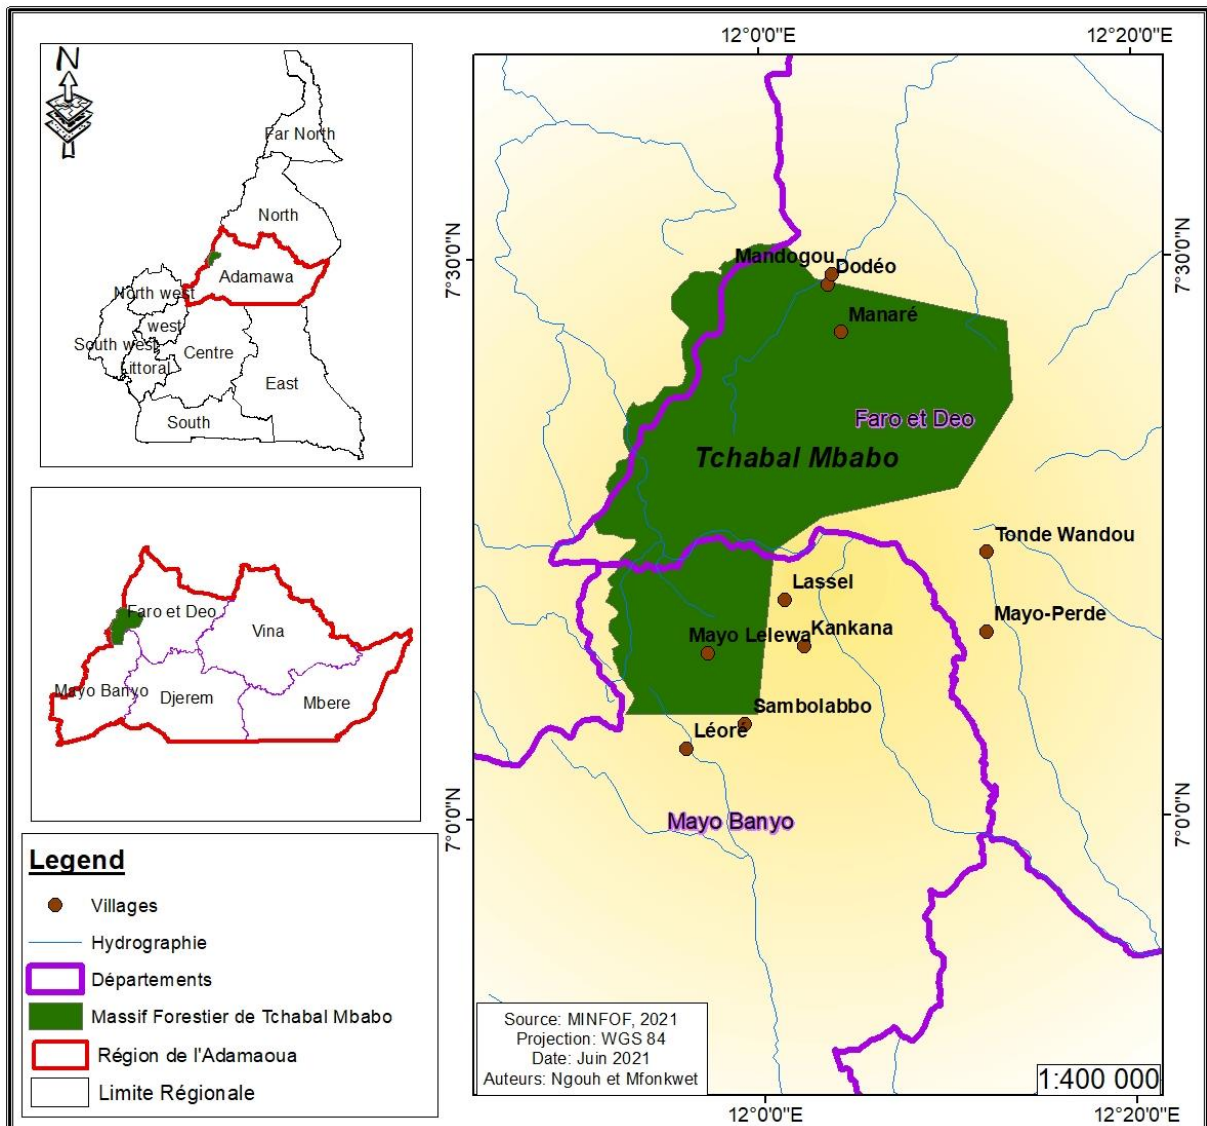 N
Far North
North
Adamawa
North west
west
South west
Littoral
Centre
East
South
Faro et Deo
Vina
Mayo Banyo
Djerem
Mbere
Legend
Villages
Hydrographie
Départements
Massif Forestier de Tchabal Mbabo
Région de l'Adamaoua
Limite Régionale
12°0'0"E
12°20'0"E
7°30'0"N
7°30'0"N
Mandogou
Dodéo
Manaré
Faro et Deo
Tchabal Mbabo
Tonde Wandou
Lassel
Mayo-Perde
Mayo Lelewa
Kankana
Sambolabbo
Léoré
Mayo Banyo
7°0'0"N
7°0'0"N
Source: MINFOF, 2021
Projection: WGS 84
Date: Juin 2021
Auteurs: Ngouh et Mfonkwet
1:400 000
12°0'0"E
12°20'0"E